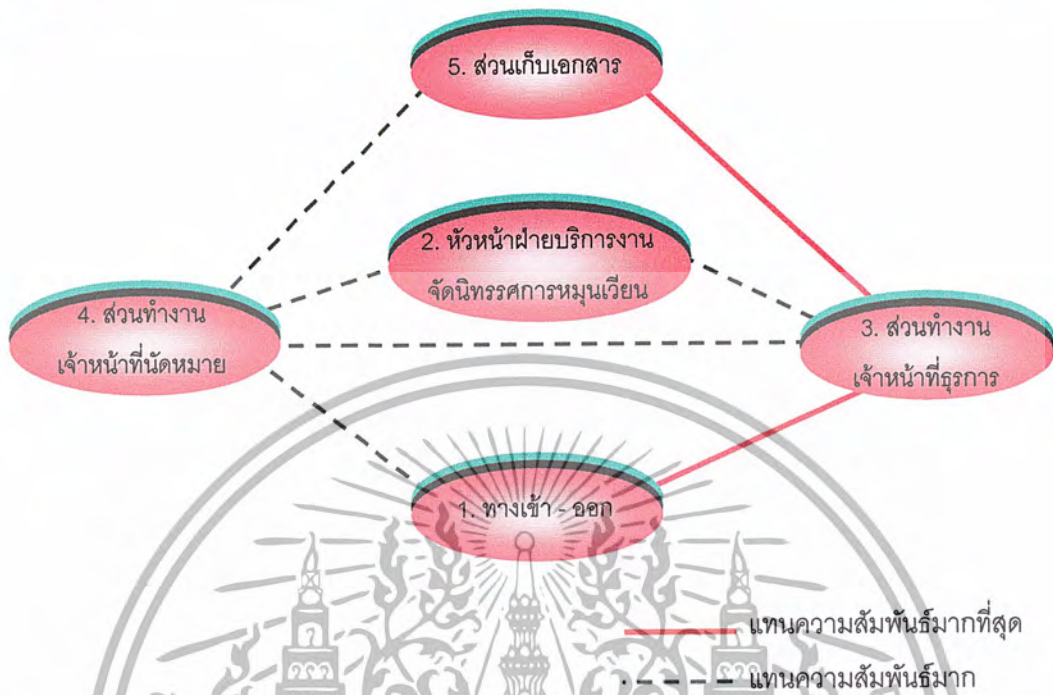 5. ส่วนเก็บเอกสาร
2. หัวหน้าฝ่ายบริการงาน
จัดนิทรรศการหมุนเวียน
4. ส่วนทำงาน
เจ้าหน้าที่นัดหมาย
3. ส่วนทำงาน
เจ้าหน้าที่ธุรการ
1. ทางเข้า - ออก
แทนความสัมพันธ์มากที่สุด
แทนความสัมพันธ์มาก